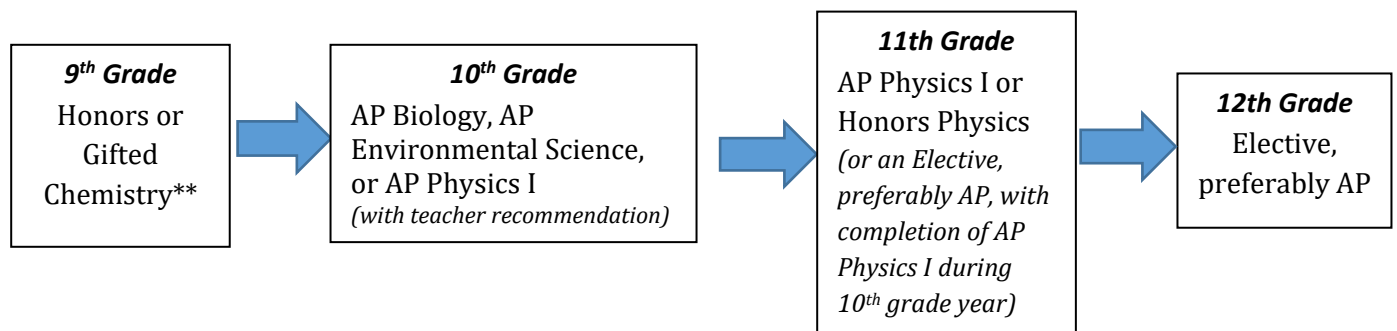 9th Grade
Honors or
Gifted
Chemistry**
10th Grade
AP Biology, AP
Environmental Science,
or AP Physics I
(with teacher recommendation)
11th Grade
AP Physics I or
Honors Physics
(or an Elective,
preferably AP, with
completion of AP
Physics I during
10th grade year)
12th Grade
Elective,
preferably AP